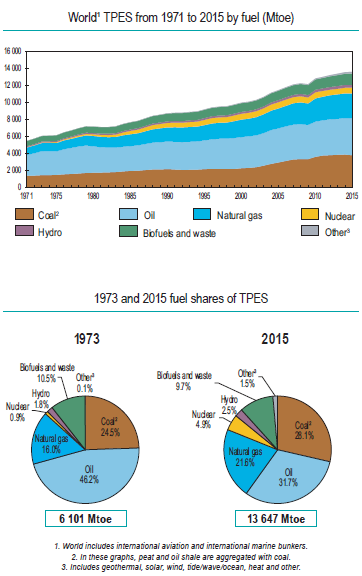 World¹ TPES from 1971 to 2015 by fuel (Mtoe)
16 000
14 000
12 000
10 000
8 000
6 000
4 000
2 000
0
1971 1975 1980 1985 1990 1995 2000 2005 2010 2015
Coal² Oil Natural gas Nuclear
Hydro Biofuels and waste Other³
1973 and 2015 fuel shares of TPES
1973
Biofuels and waste
10.5%
Other³
0.1%
Hydro
1.8%
Nuclear
0.9%
Natural gas
16.0%
Coal²
24.5%
Oil
46.2%
6 101 Mtoe
2015
Biofuels and waste
9.7%
Other³
1.5%
Hydro
2.5%
Nuclear
4.9%
Natural gas
21.6%
Coal²
28.1%
Oil
31.7%
13 647 Mtoe
1. World includes international aviation and international marine bunkers.
2. In these graphs, peat and oil shale are aggregated with coal.
3. Includes geothermal, solar, wind, tide/wave/ocean, heat and other.